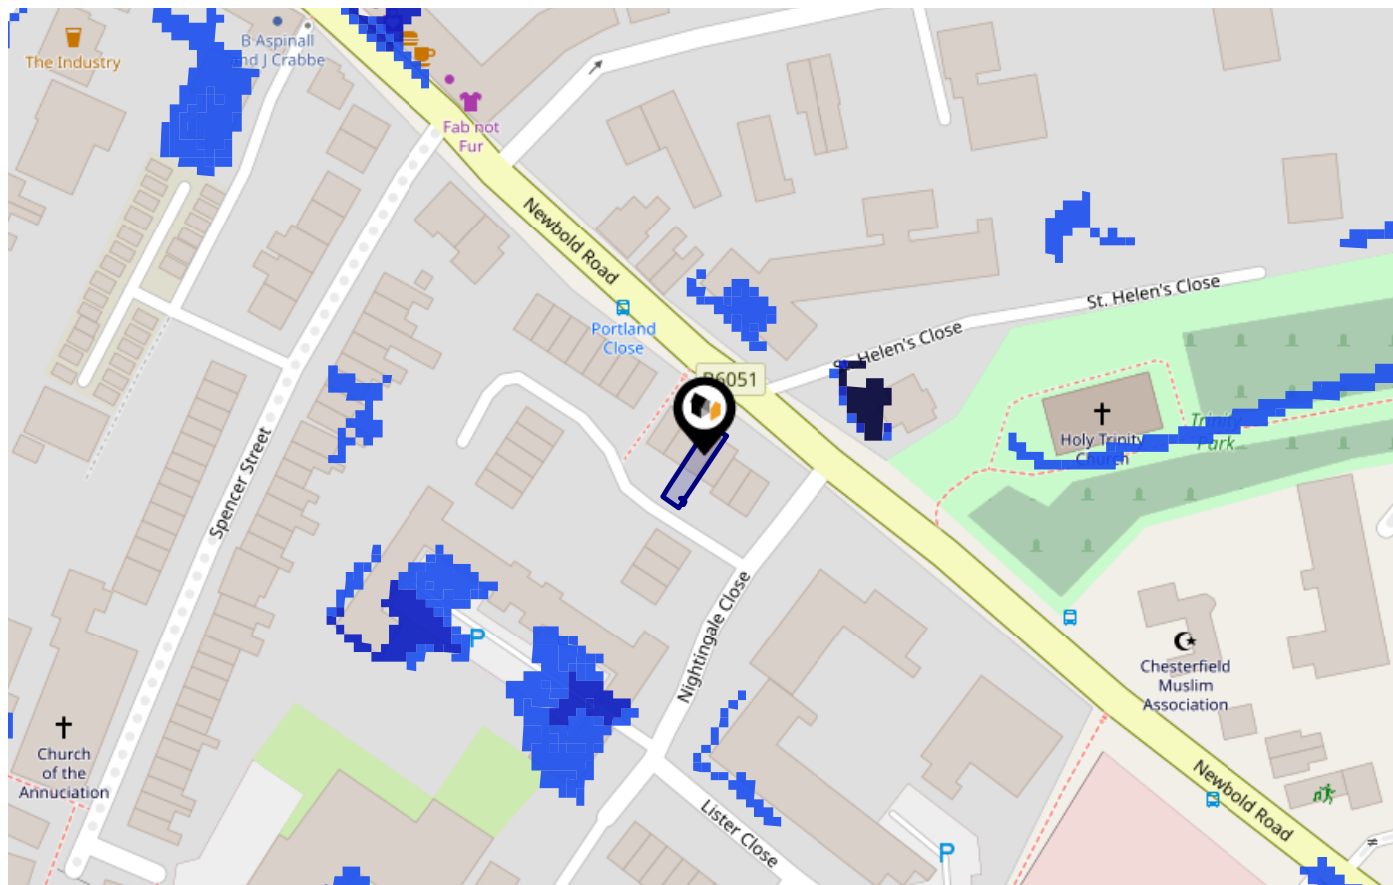 The Industry
B Aspinall
and J Crabbe
Fab not
Fur
Newbold Road
Portland
Close
St. Helen's Close
St. Helen's Close
B6051
Spencer Street
Trinity
Park
Holy Trinity
Church
P
Nightingale Close
Chesterfield
Muslim
Association
Church
of the
Annuciation
Newbold Road
Lister Close
P